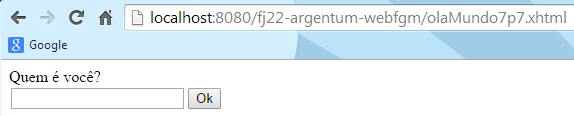 localhost:8080/fj22-argentum-webfgm/olaMundo7p7.xhtml
Google
Quem é você?
Ok